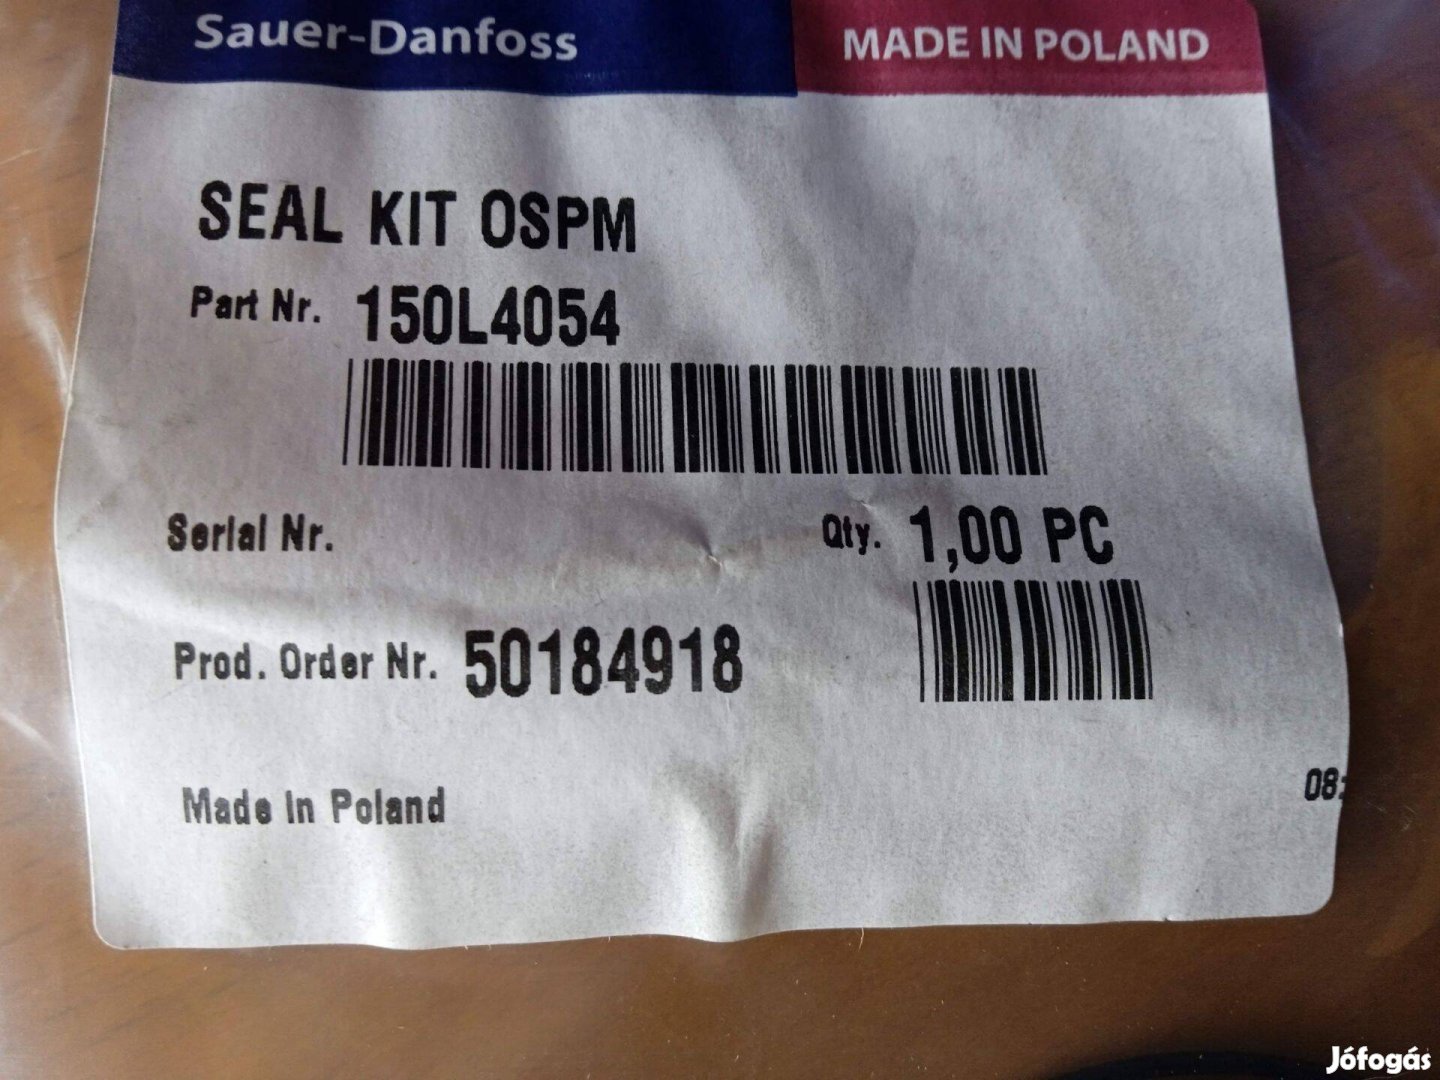 Sauer-Danfoss
MADE IN POLAND
SEAL KIT OSPM
Part Nr. 150L4054
Serial Nr.
Qty. 1,00 PC
Prod. Order Nr. 50184918
Made In Poland
08:
Jófogás